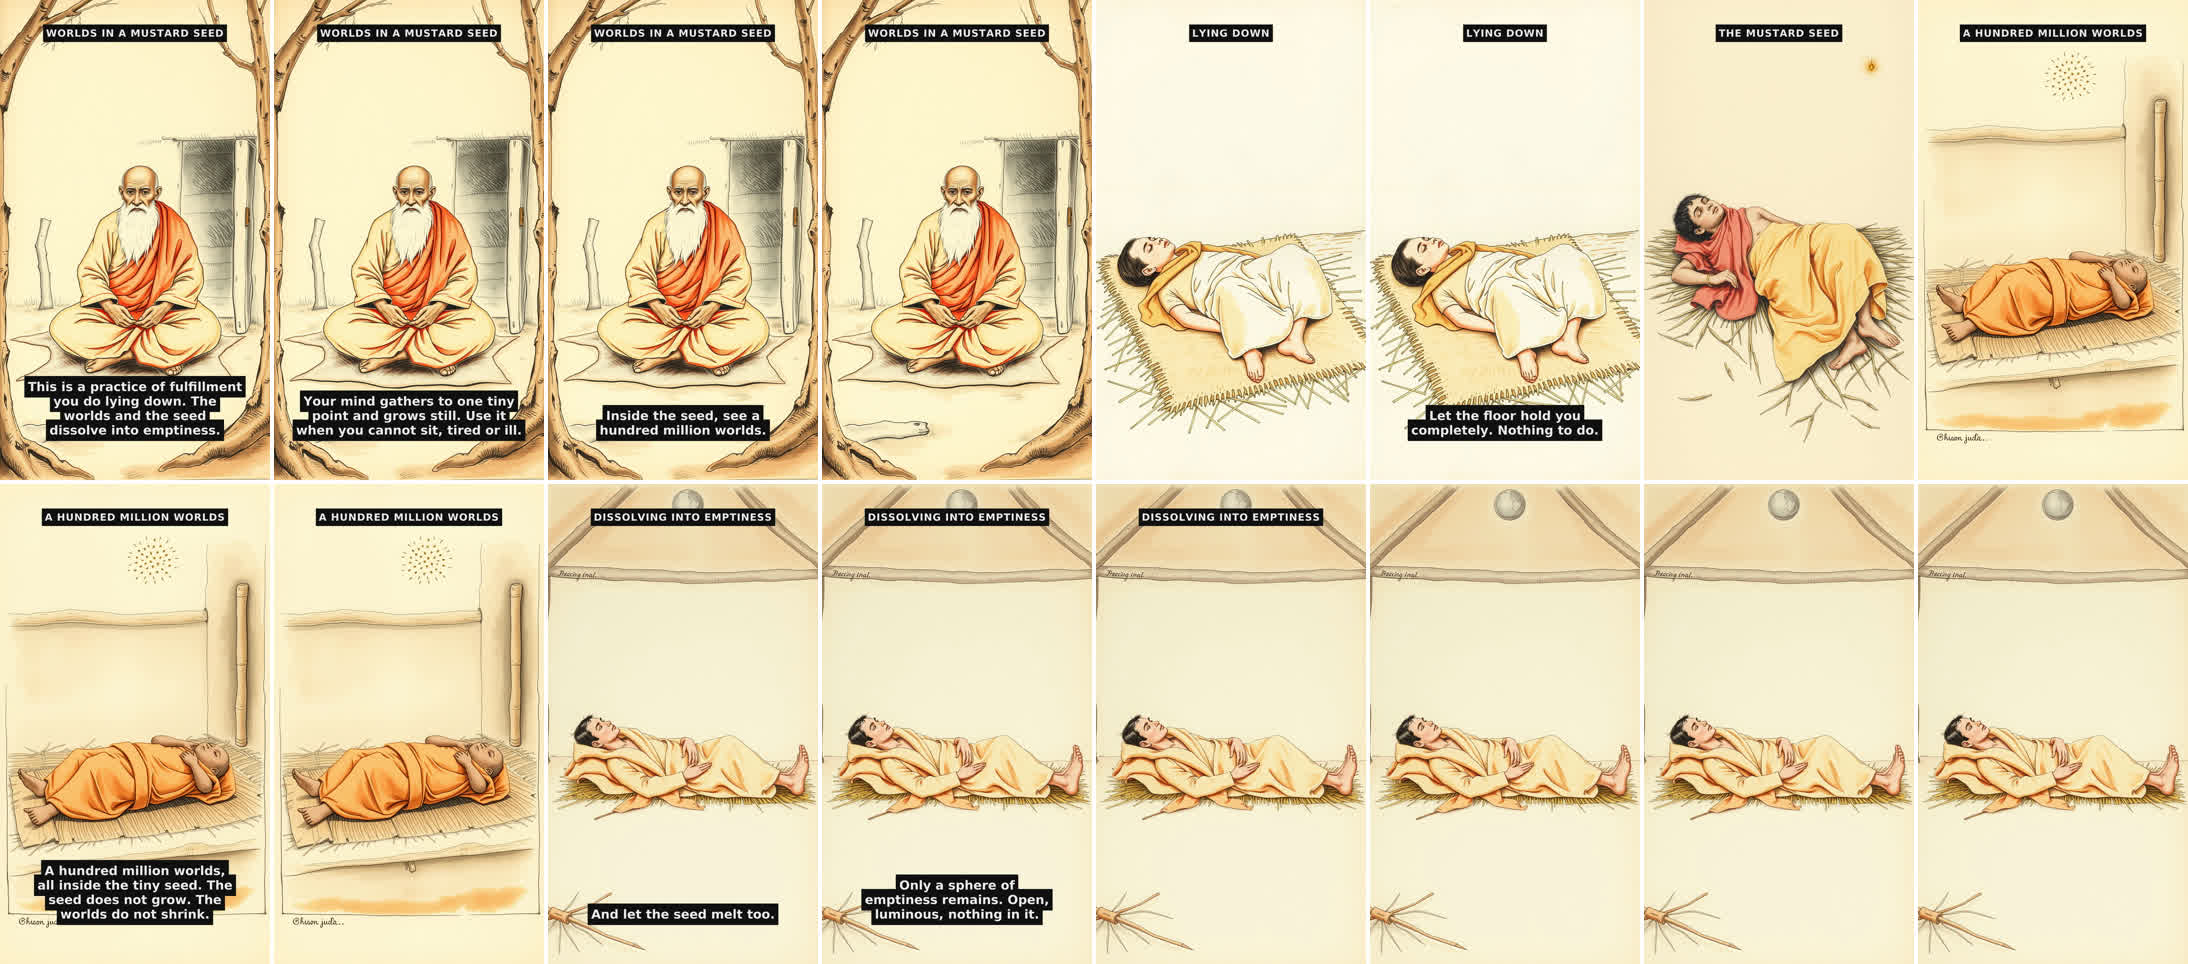 WORLDS IN A MUSTARD SEED
This is a practice of fulfillment
you do lying down. The
worlds and the seed
dissolve into emptiness.
WORLDS IN A MUSTARD SEED
Your mind gathers to one tiny
point and grows still. Use it
when you cannot sit, tired or ill.
WORLDS IN A MUSTARD SEED
Inside the seed, see a
hundred million worlds.
WORLDS IN A MUSTARD SEED
LYING DOWN
LYING DOWN
Let the floor hold you
completely. Nothing to do.
THE MUSTARD SEED
A HUNDRED MILLION WORLDS
A HUNDRED MILLION WORLDS
A hundred million worlds,
all inside the tiny seed. The
seed does not grow. The
worlds do not shrink.
A HUNDRED MILLION WORLDS
DISSOLVING INTO EMPTINESS
And let the seed melt too.
DISSOLVING INTO EMPTINESS
Only a sphere of
emptiness remains. Open,
luminous, nothing in it.
DISSOLVING INTO EMPTINESS